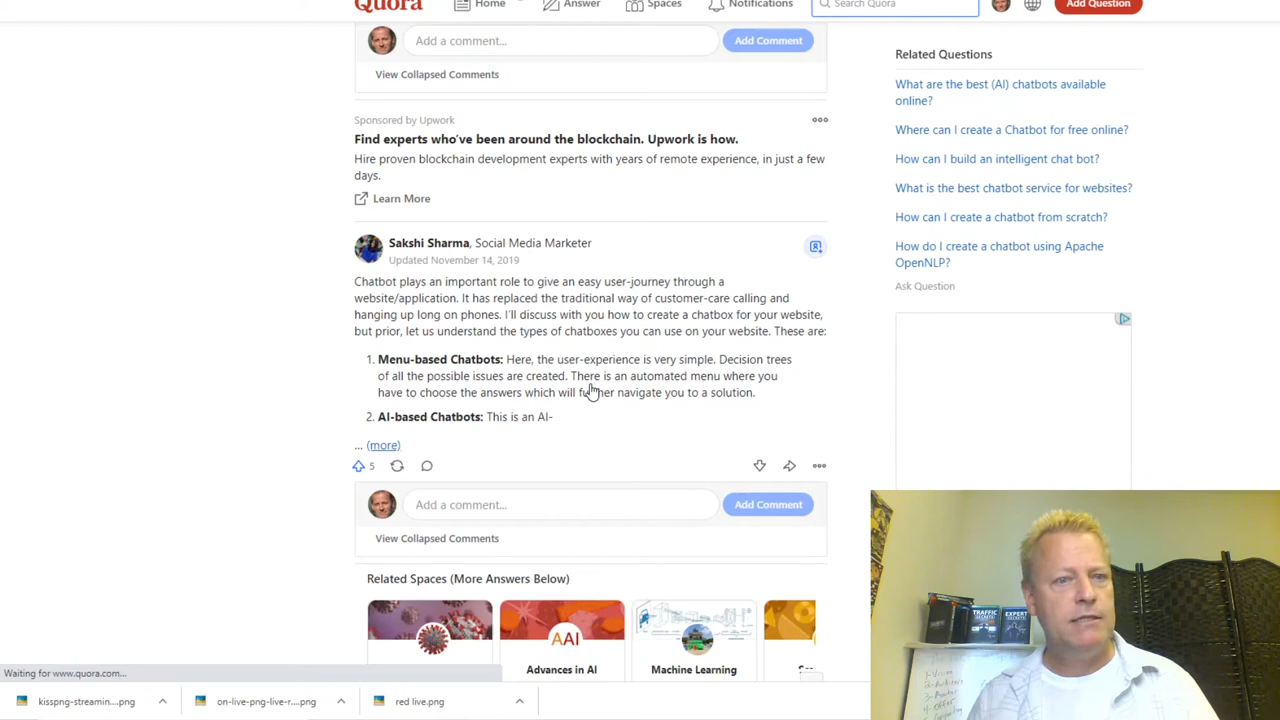 Quora
Home
Answer
Spaces
Notifications
Search Quora
Add Question
Add a comment...
Add Comment
View Collapsed Comments
Sponsored by Upwork
Find experts who've been around the blockchain. Upwork is how.
Hire proven blockchain development experts with years of remote experience, in just a few
days.
Learn More
Sakshi Sharma, Social Media Marketer
Updated November 14, 2019
Chatbot plays an important role to give an easy user-journey through a
website/application. It has replaced the traditional way of customer-care calling and
hanging up long on phones. I'll discuss with you how to create a chatbox for your website,
but prior, let us understand the types of chatboxes you can use on your website. These are:
1. Menu-based Chatbots: Here, the user-experience is very simple. Decision trees
of all the possible issues are created. There is an automated menu where you
have to choose the answers which will further navigate you to a solution.
2. AI-based Chatbots: This is an AI-
... (more)
5
Add a comment...
Add Comment
View Collapsed Comments
Related Spaces (More Answers Below)
AAI
Advances in AI
Machine Learning
Related Questions
What are the best (AI) chatbots available
online?
Where can I create a Chatbot for free online?
How can I build an intelligent chat bot?
What is the best chatbot service for websites?
How can I create a chatbot from scratch?
How do I create a chatbot using Apache
OpenNLP?
Ask Question
TRAFFIC
SECRETS
EXPERT
SECRETS
Waiting for www.quora.com...
kisspng-streamin....png
on-live-png-live-r....png
red live.png